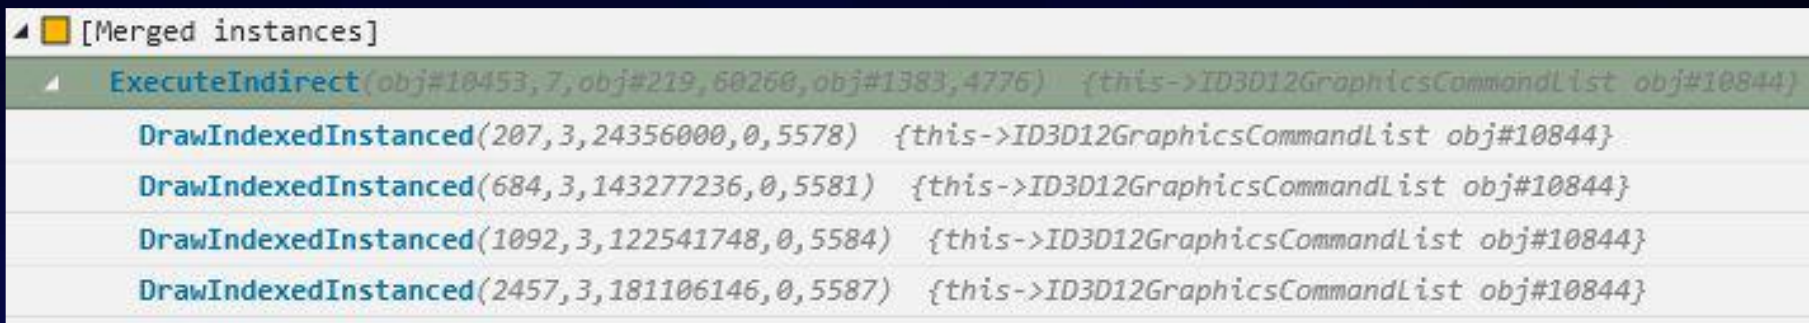 [Merged instances]
ExecuteIndirect(obj#10453,7,obj#219,60260,obj#1383,4776) {this->ID3D12GraphicsCommandList obj#10844}
DrawIndexedInstanced(207,3,24356000,0,5578) {this->ID3D12GraphicsCommandList obj#10844}
DrawIndexedInstanced(684,3,143277236,0,5581) {this->ID3D12GraphicsCommandList obj#10844}
DrawIndexedInstanced(1092,3,122541748,0,5584) {this->ID3D12GraphicsCommandList obj#10844}
DrawIndexedInstanced(2457,3,181106146,0,5587) {this->ID3D12GraphicsCommandList obj#10844}